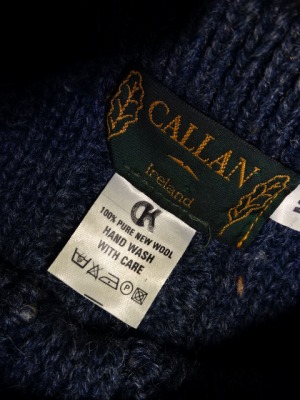 CALLAN
Ireland
CK
100% PURE NEW WOOL
HAND WASH
WITH CARE
P